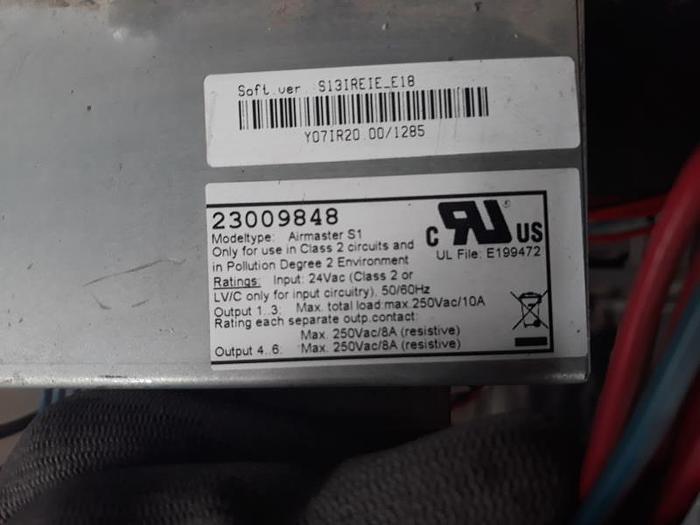 Soft.ver. S13IREIE_E18
Y07IR20.00/1285
23009848
Modeltype: Airmaster S1
Only for use in Class 2 circuits and
in Pollution Degree 2 Environment
Ratings: Input: 24Vac (Class 2 or
LV/C only for input circuitry), 50/60Hz
Output 1..3: Max. total load:max.250Vac/10A
Rating each separate outp.contact:
Max. 250Vac/8A (resistive)
Output 4..6: Max. 250Vac/8A (resistive)
C RU US
UL File: E199472